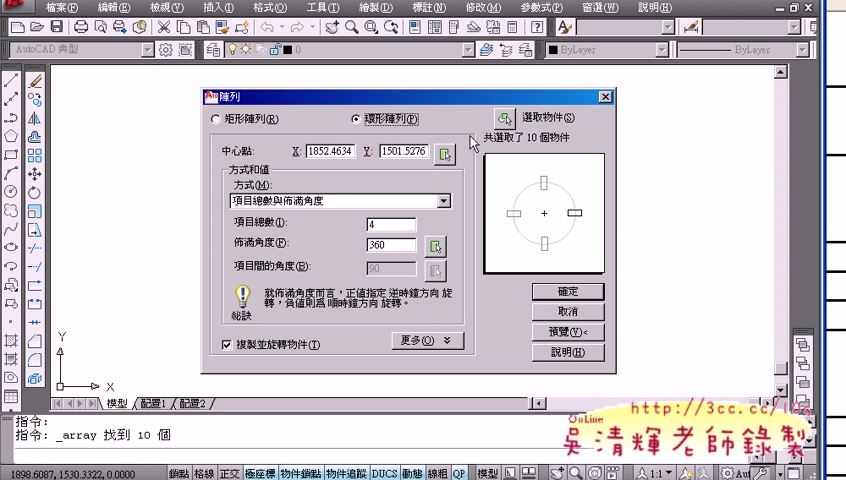 檔案(F) 編輯(E) 檢視(V) 插入(I) 格式(O) 工具(T) 繪製(D) 標註(N) 修改(M) 參數式(P) 窗選(W) 說明(H)
AutoCAD 典型 0 ByLayer ByLayer
陣列
矩形陣列(R) 環形陣列(P) 選取物件(S)
共選取了 10 個物件
中心點: X: 1852.4634 Y: 1501.5276
方式和值
方式(M):
項目總數與佈滿角度
項目總數(I): 4
佈滿角度(F): 360
項目間的角度(B): 90
就佈滿角度而言，正值指定 逆時鐘方向 旋
轉，負值則為 順時鐘方向 旋轉。
祕訣
複製並旋轉物件(T) 更多(O)
確定
取消
預覽(V)<
說明(H)
Y
X
模型 配置1 配置2
指令:
指令: _array 找到 10 個
http://3cc.cc/10g
OnLine
吳清輝老師錄製
1898.6087, 1530.3322, 0.0000 鎖點 格線 正交 極座標 物件鎖點 物件追蹤 DUCS 動態 線粗 QP 模型 1:1 Aut